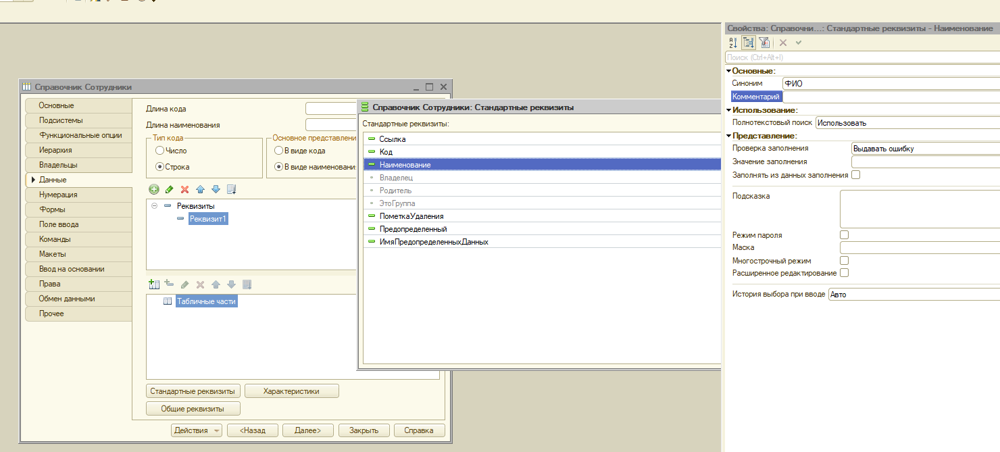 Свойства: Справочни...: Стандартные реквизиты - Наименование
Поиск (Ctrl+Alt+I)
Основные:
Синоним ФИО
Комментарий
Использование:
Полнотекстовый поиск Использовать
Представление:
Проверка заполнения Выдавать ошибку
Значение заполнения
Заполнять из данных заполнения
Подсказка
Режим пароля
Маска
Многострочный режим
Расширенное редактирование
История выбора при вводе Авто
Справочник Сотрудники
Основные
Подсистемы
Функциональные опции
Иерархия
Владельцы
Данные
Нумерация
Формы
Поле ввода
Команды
Макеты
Ввод на основании
Права
Обмен данными
Прочее
Длина кода
Длина наименования
Тип кода
Число
Строка
Основное представлени
В виде кода
В виде наименовани
Реквизиты
Реквизит1
Табличные части
Стандартные реквизиты Характеристики
Общие реквизиты
Действия <Назад Далее> Закрыть Справка
Справочник Сотрудники: Стандартные реквизиты
Стандартные реквизиты:
Ссылка
Код
Наименование
Владелец
Родитель
ЭтоГруппа
ПометкаУдаления
Предопределенный
ИмяПредопределенныхДанных